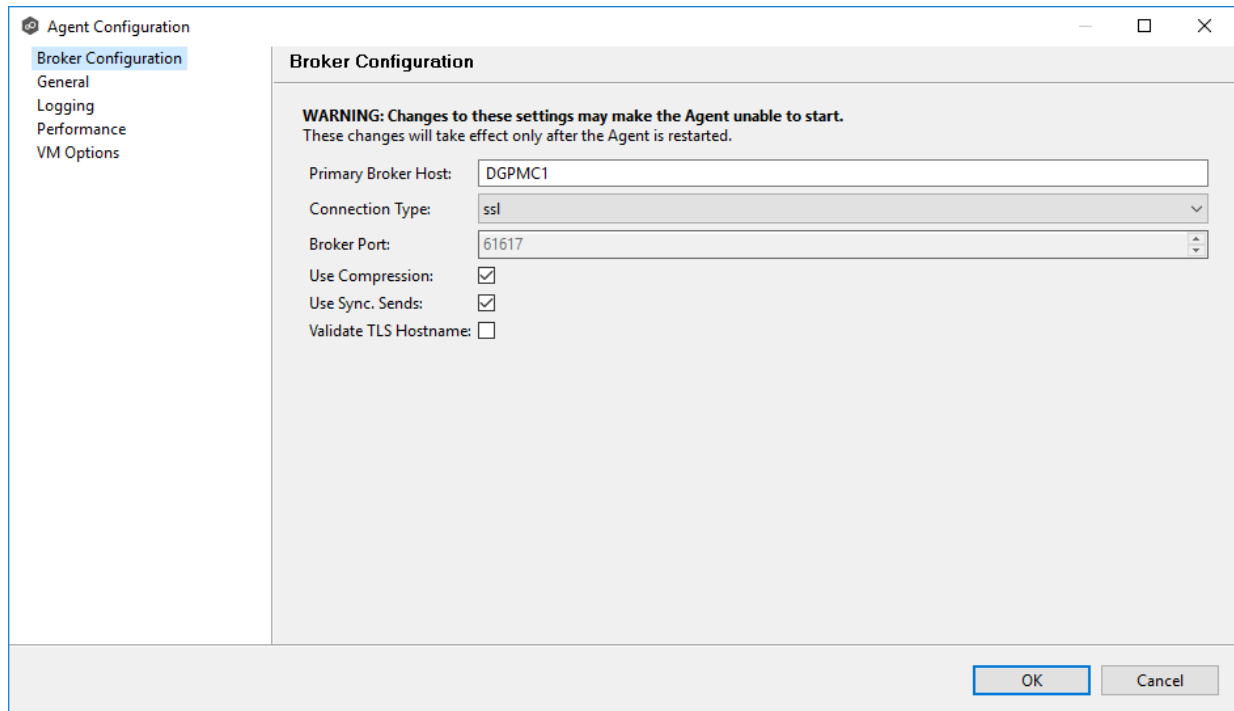 Agent Configuration
Broker Configuration
General
Logging
Performance
VM Options
Broker Configuration
WARNING: Changes to these settings may make the Agent unable to start.
These changes will take effect only after the Agent is restarted.
Primary Broker Host: DGPMC1
Connection Type: ssl
Broker Port: 61617
Use Compression:
Use Sync. Sends:
Validate TLS Hostname:
OK Cancel